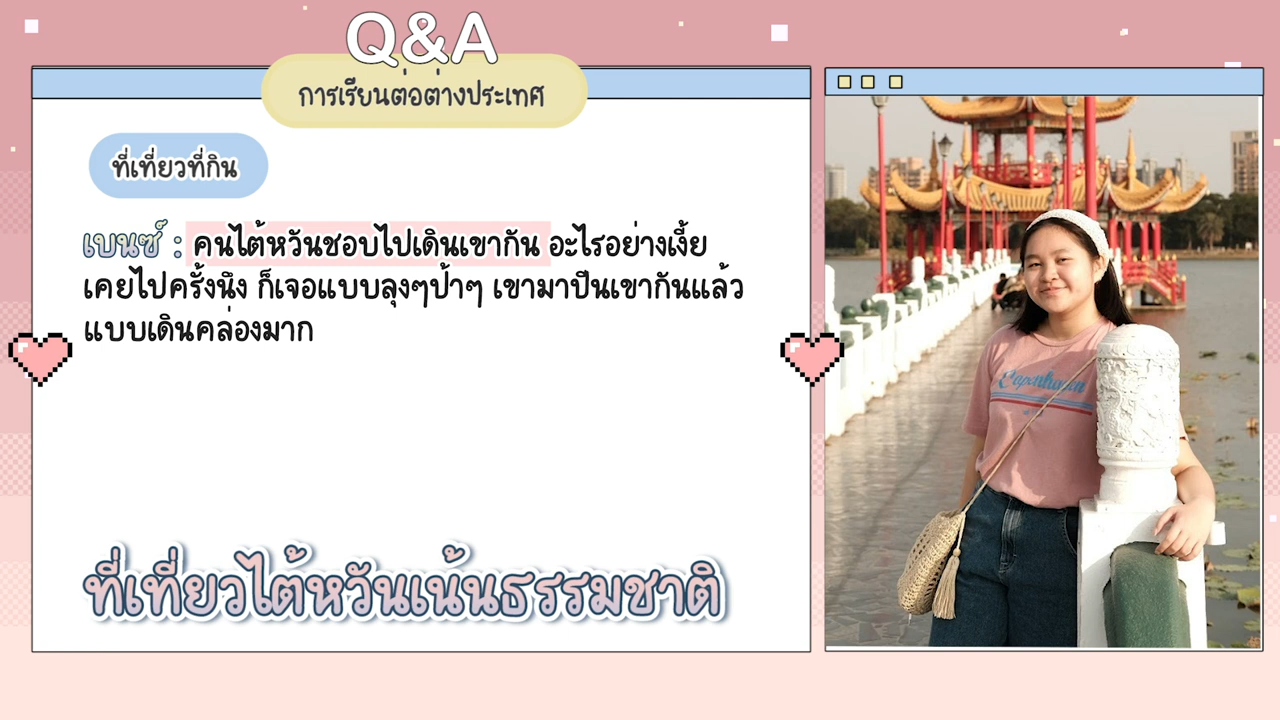 Q&A
การเรียนต่อต่างประเทศ
ที่เที่ยวที่กิน
เบนซ์ : คนไต้หวันชอบไปเดินเขากัน อะไรอย่างเงี้ย
เคยไปครั้งนึง ก็เจอแบบลุงๆป้าๆ เขามาปีนเขากันแล้ว
แบบเดินคล่องมาก
ที่เที่ยวไต้หวันเน้นธรรมชาติ
Copenhagen